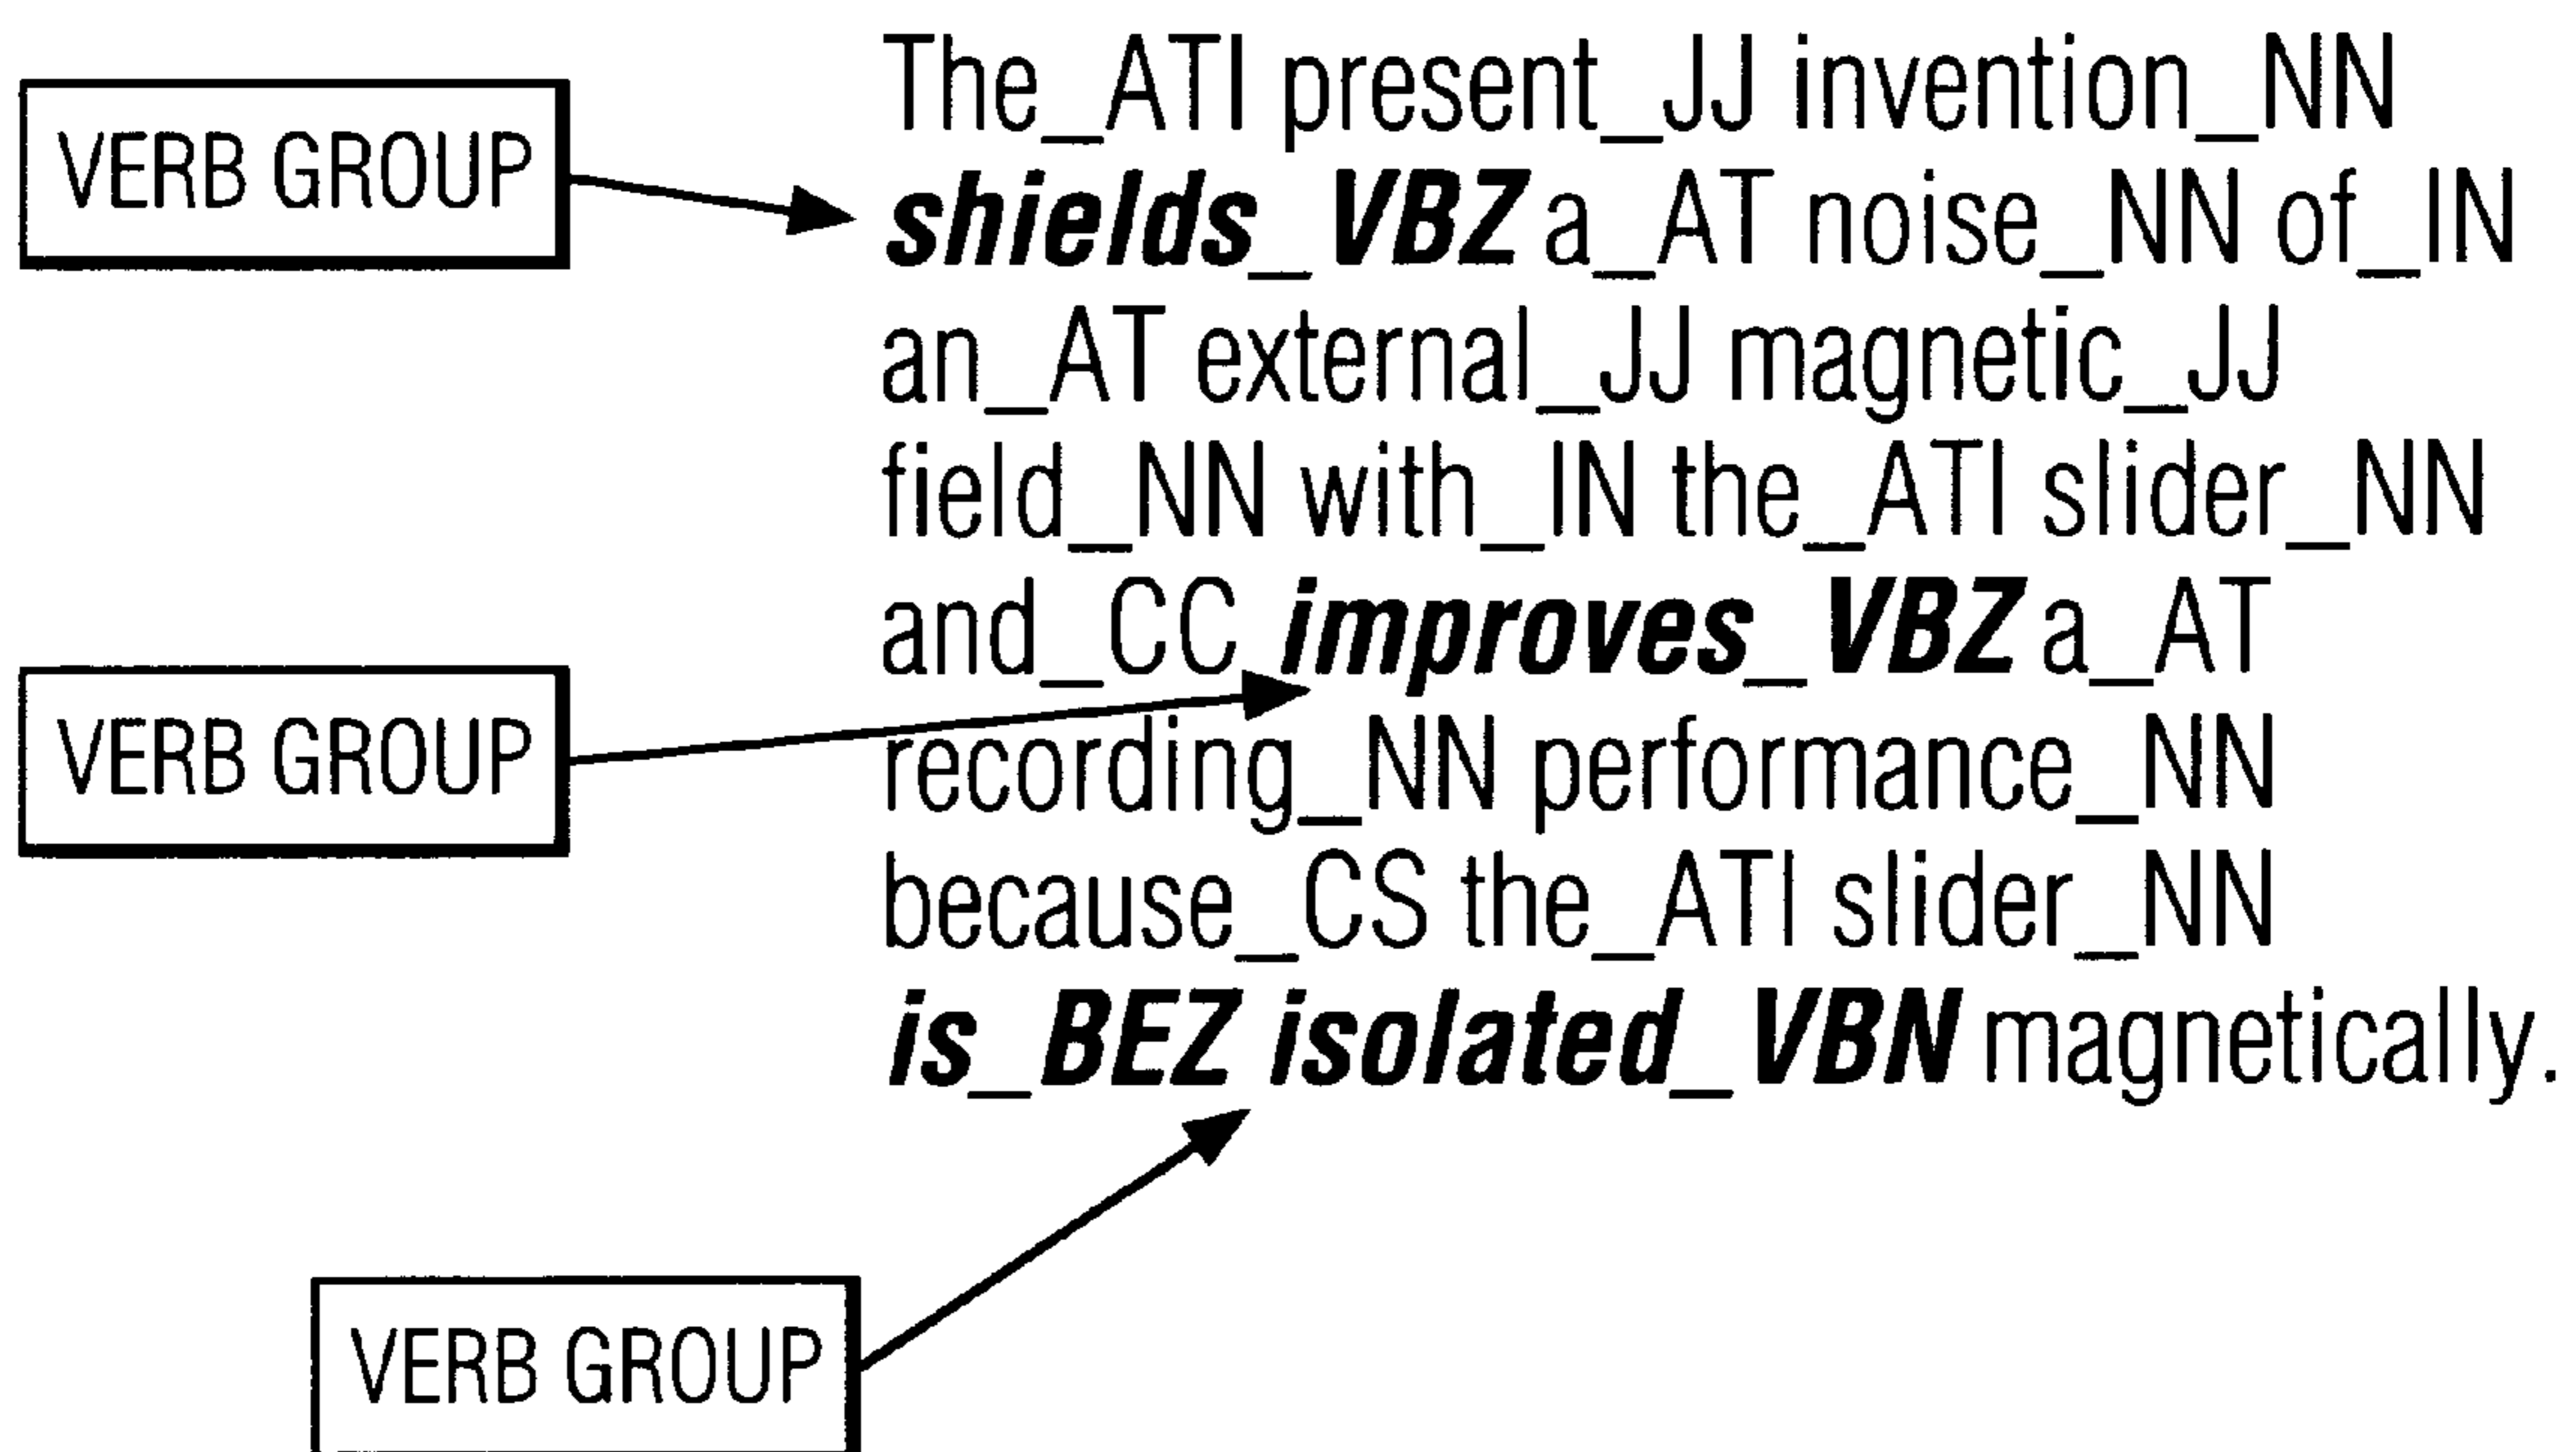 The_ATI present_JJ invention_NN
VERB GROUP
shields_VBZ a_AT noise_NN of_IN
an_AT external_JJ magnetic_JJ
field_NN with_IN the_ATI slider_NN
and_CC improves_VBZ a_AT
VERB GROUP
recording_NN performance_NN
because_CS the_ATI slider_NN
is_BEZ isolated_VBN magnetically.
VERB GROUP